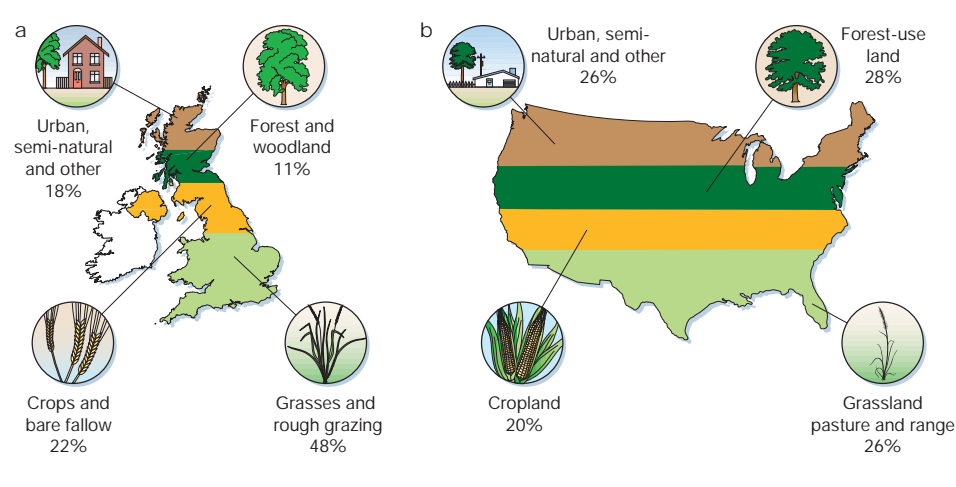 a
Urban,
semi-natural
and other
18%
Forest and
woodland
11%
Crops and
bare fallow
22%
Grasses and
rough grazing
48%
b
Urban, semi-
natural and other
26%
Forest-use
land
28%
Cropland
20%
Grassland
pasture and range
26%